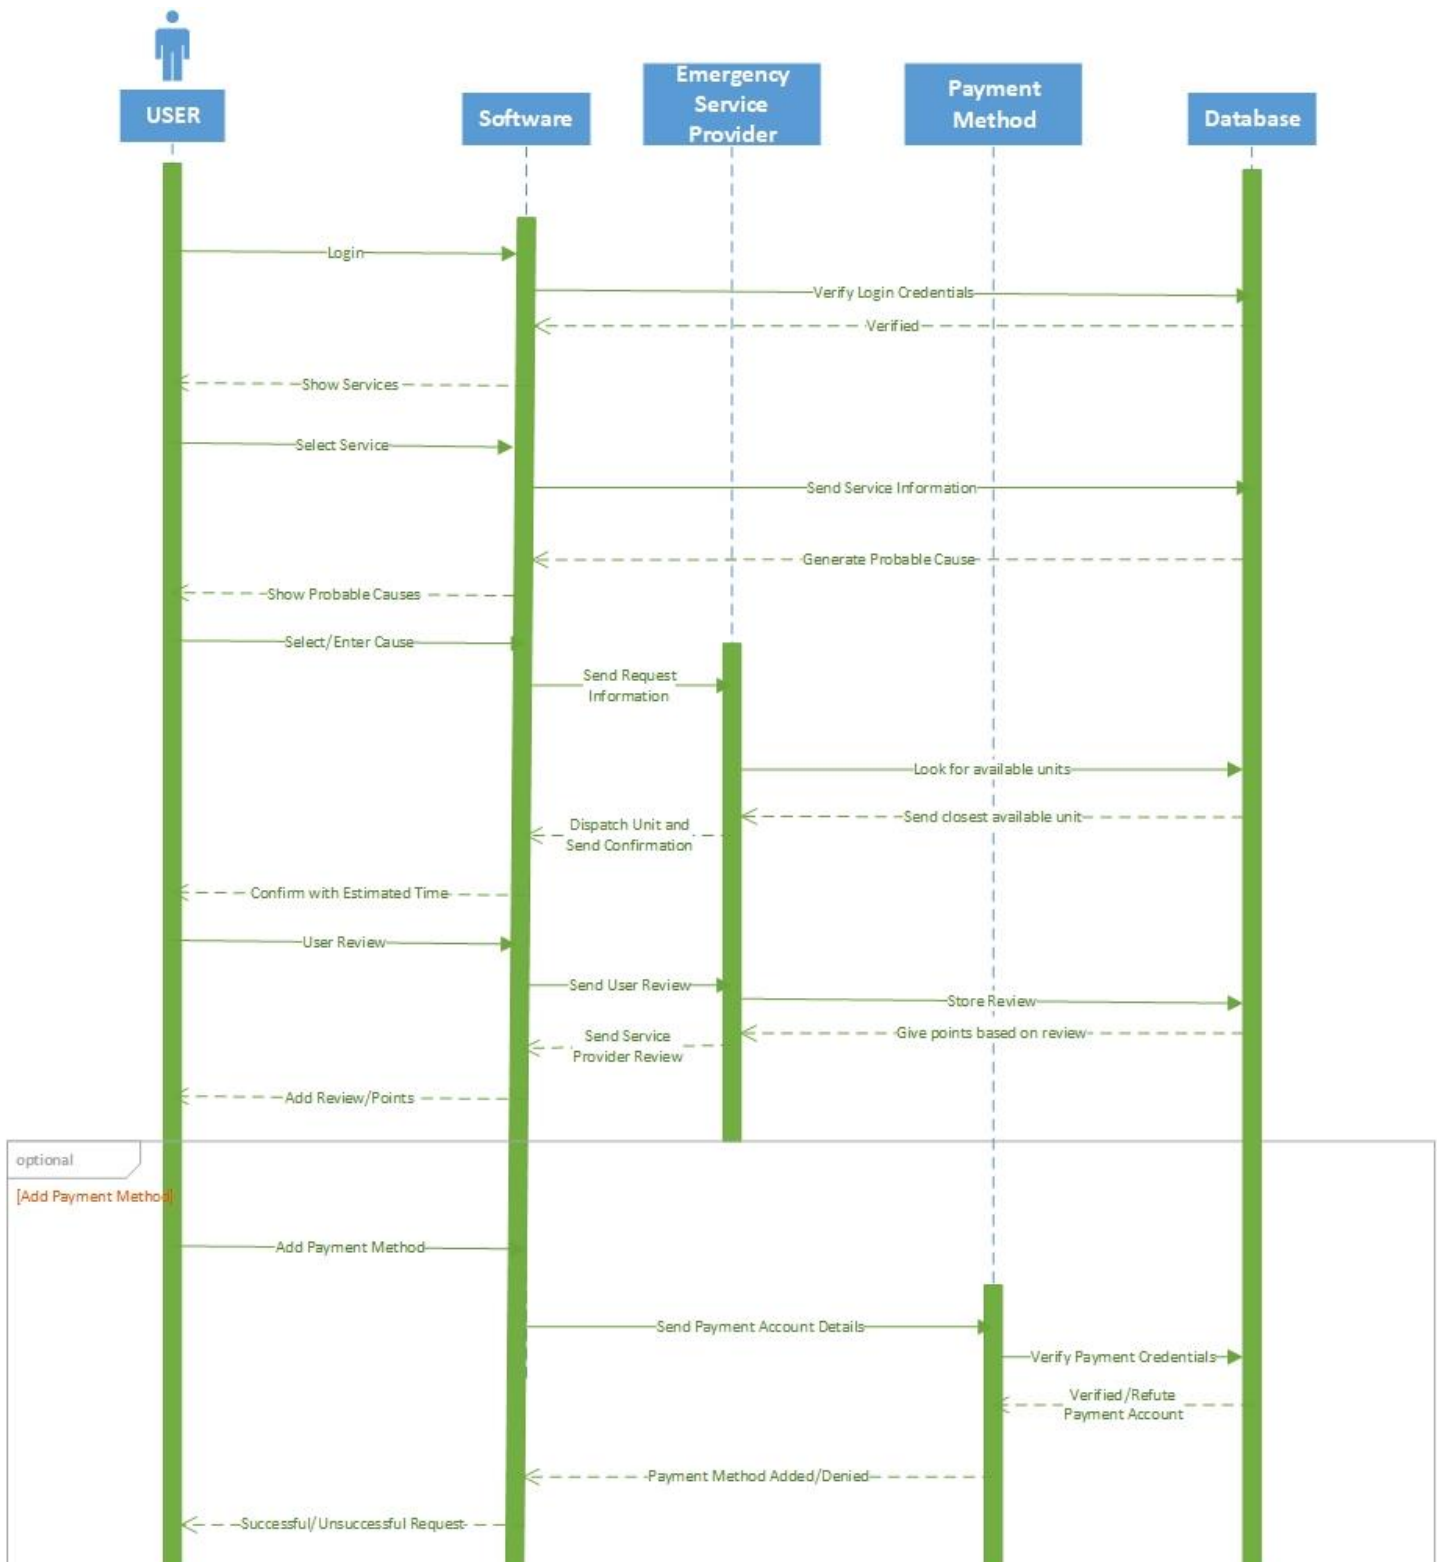 USER
Software
Emergency
Service
Provider
Payment
Method
Database
Login
Verify Login Credentials
Verified
Show Services
Select Service
Send Service Information
Generate Probable Cause
Show Probable Causes
Select/Enter Cause
Send Request
Information
Look for available units
Send closest available unit
Dispatch Unit and
Send Confirmation
Confirm with Estimated Time
User Review
Send User Review
Store Review
Give points based on review
Send Service
Provider Review
Add Review/Points
optional
[Add Payment Method]
Add Payment Method
Send Payment Account Details
Verify Payment Credentials
Verified/Refute
Payment Account
Payment Method Added/Denied
Successful/Unsuccessful Request